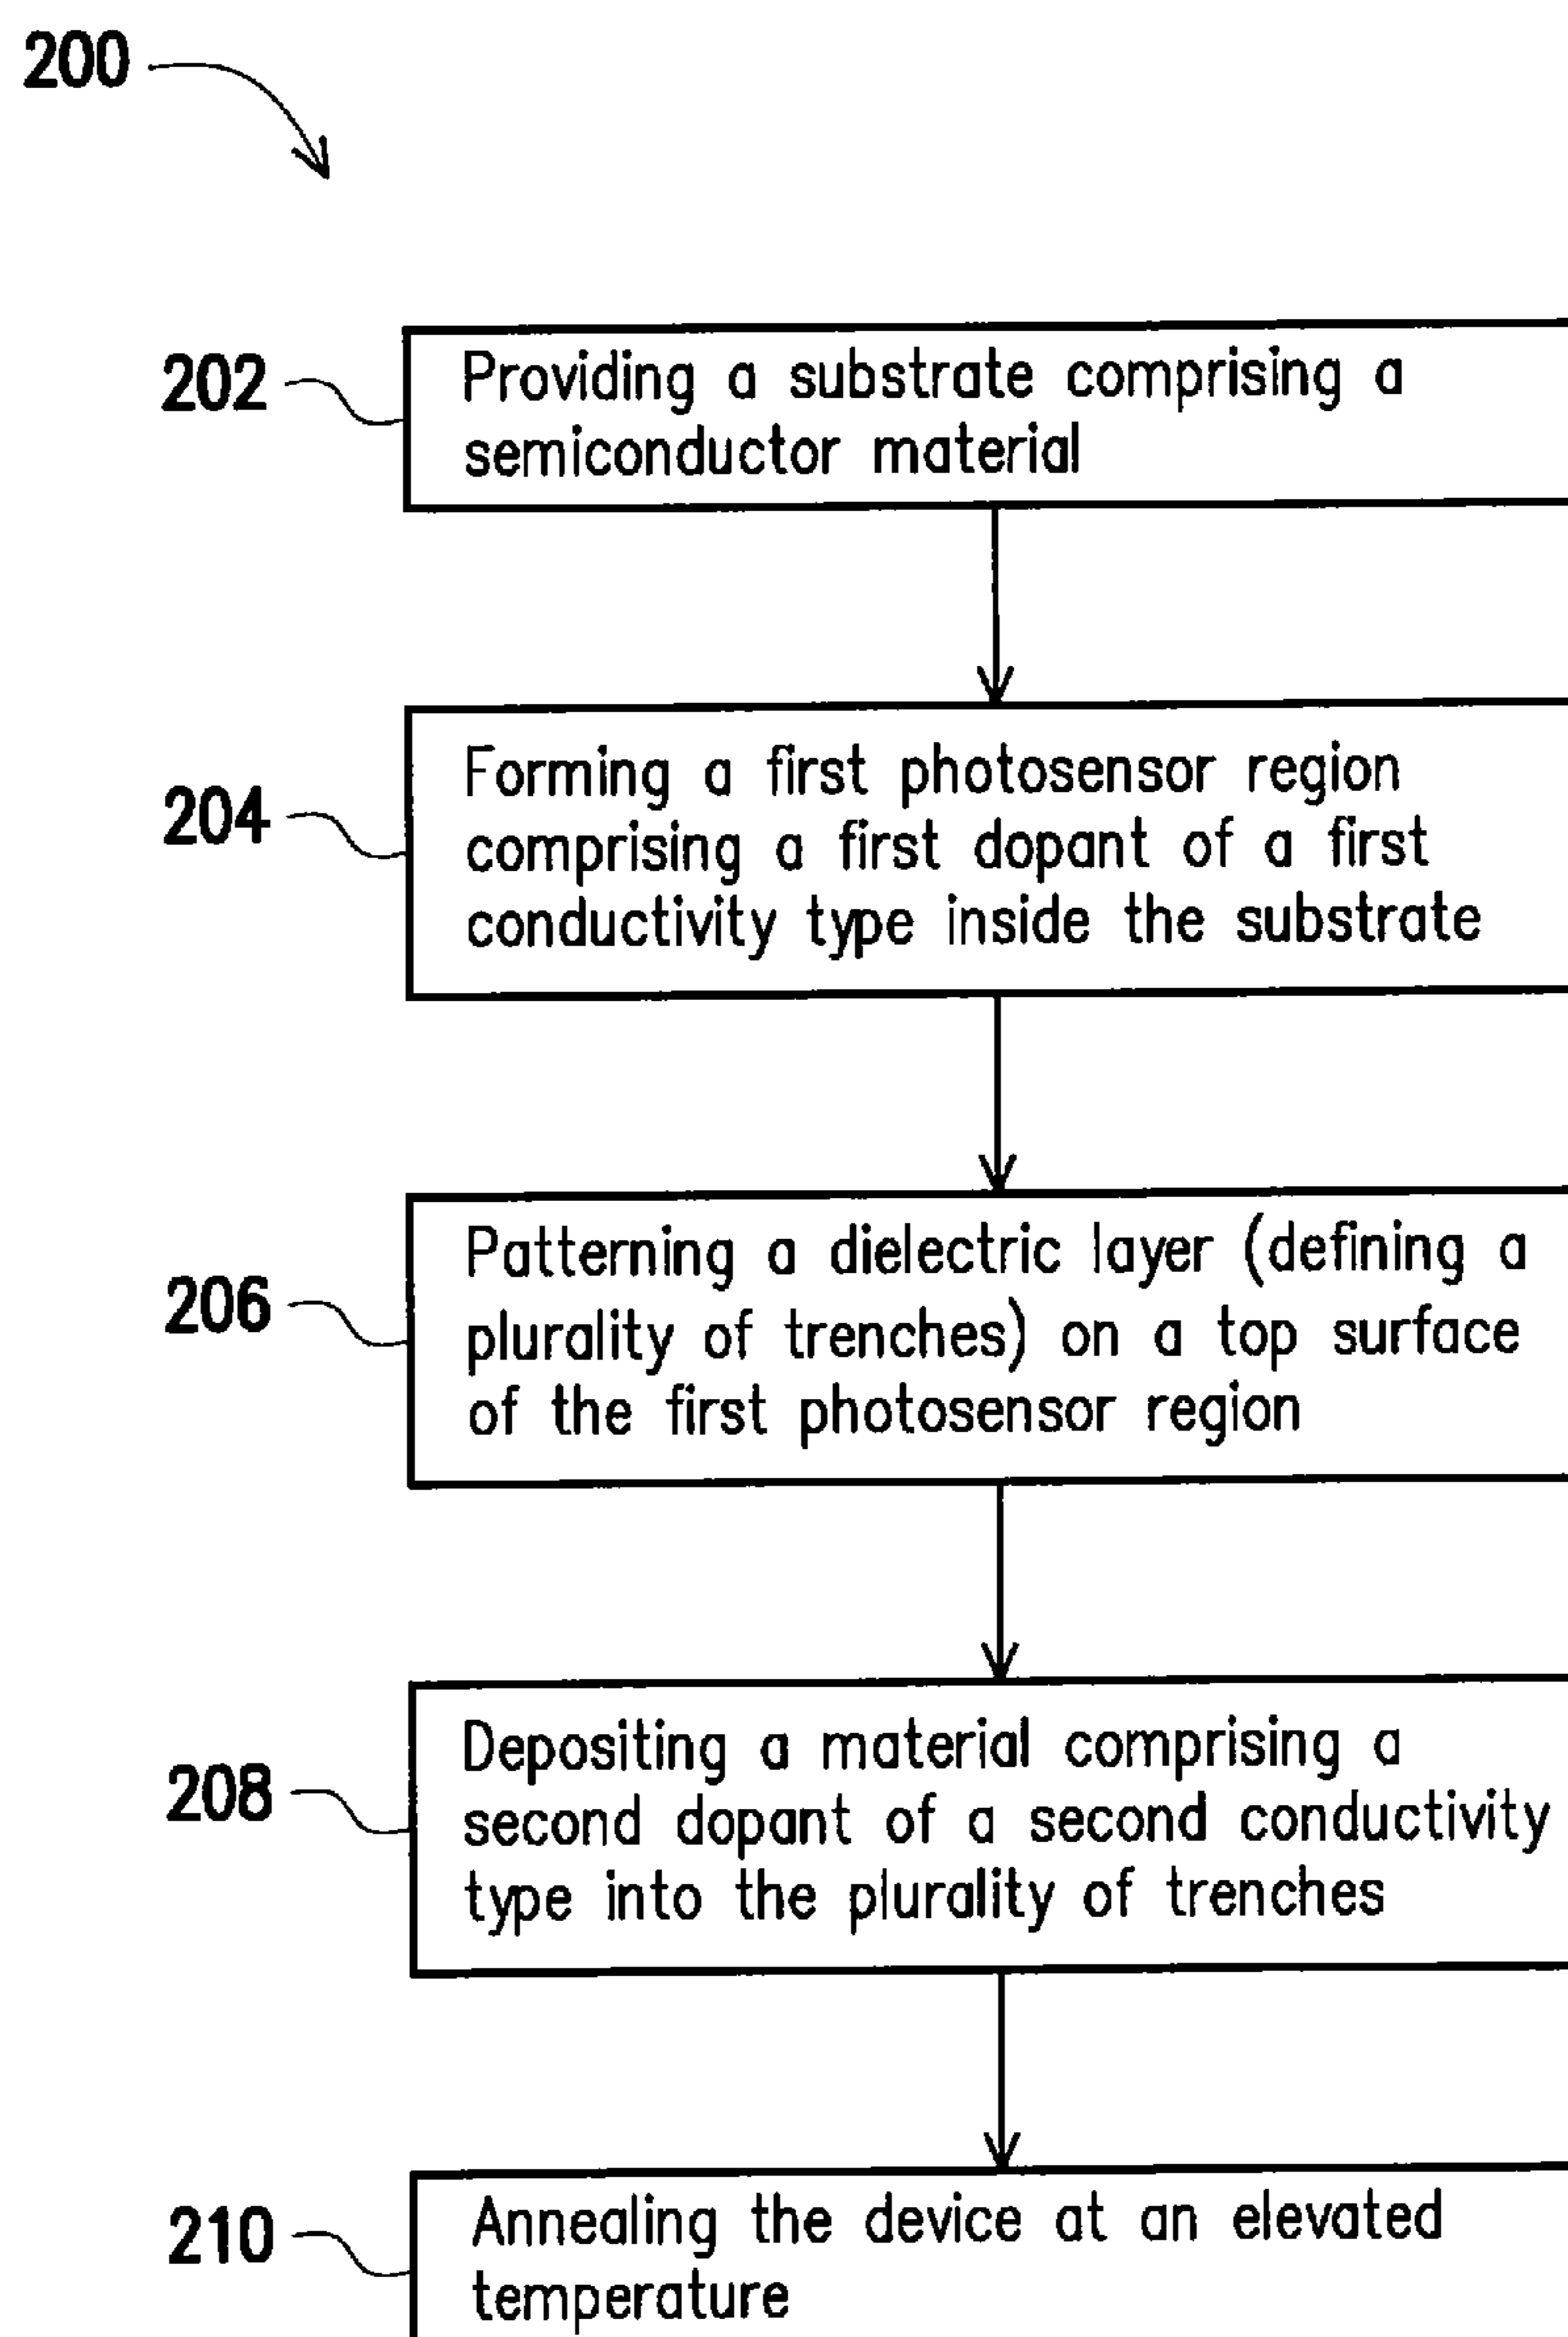 200
202
Providing a substrate comprising a
semiconductor material
204
Forming a first photosensor region
comprising a first dopant of a first
conductivity type inside the substrate
206
Patterning a dielectric layer (defining a
plurality of trenches) on a top surface
of the first photosensor region
208
Depositing a material comprising a
second dopant of a second conductivity
type into the plurality of trenches
210
Annealing the device at an elevated
temperature